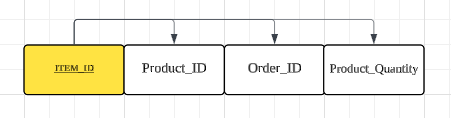 ITEM_ID
Product_ID
Order_ID
Product_Quantity